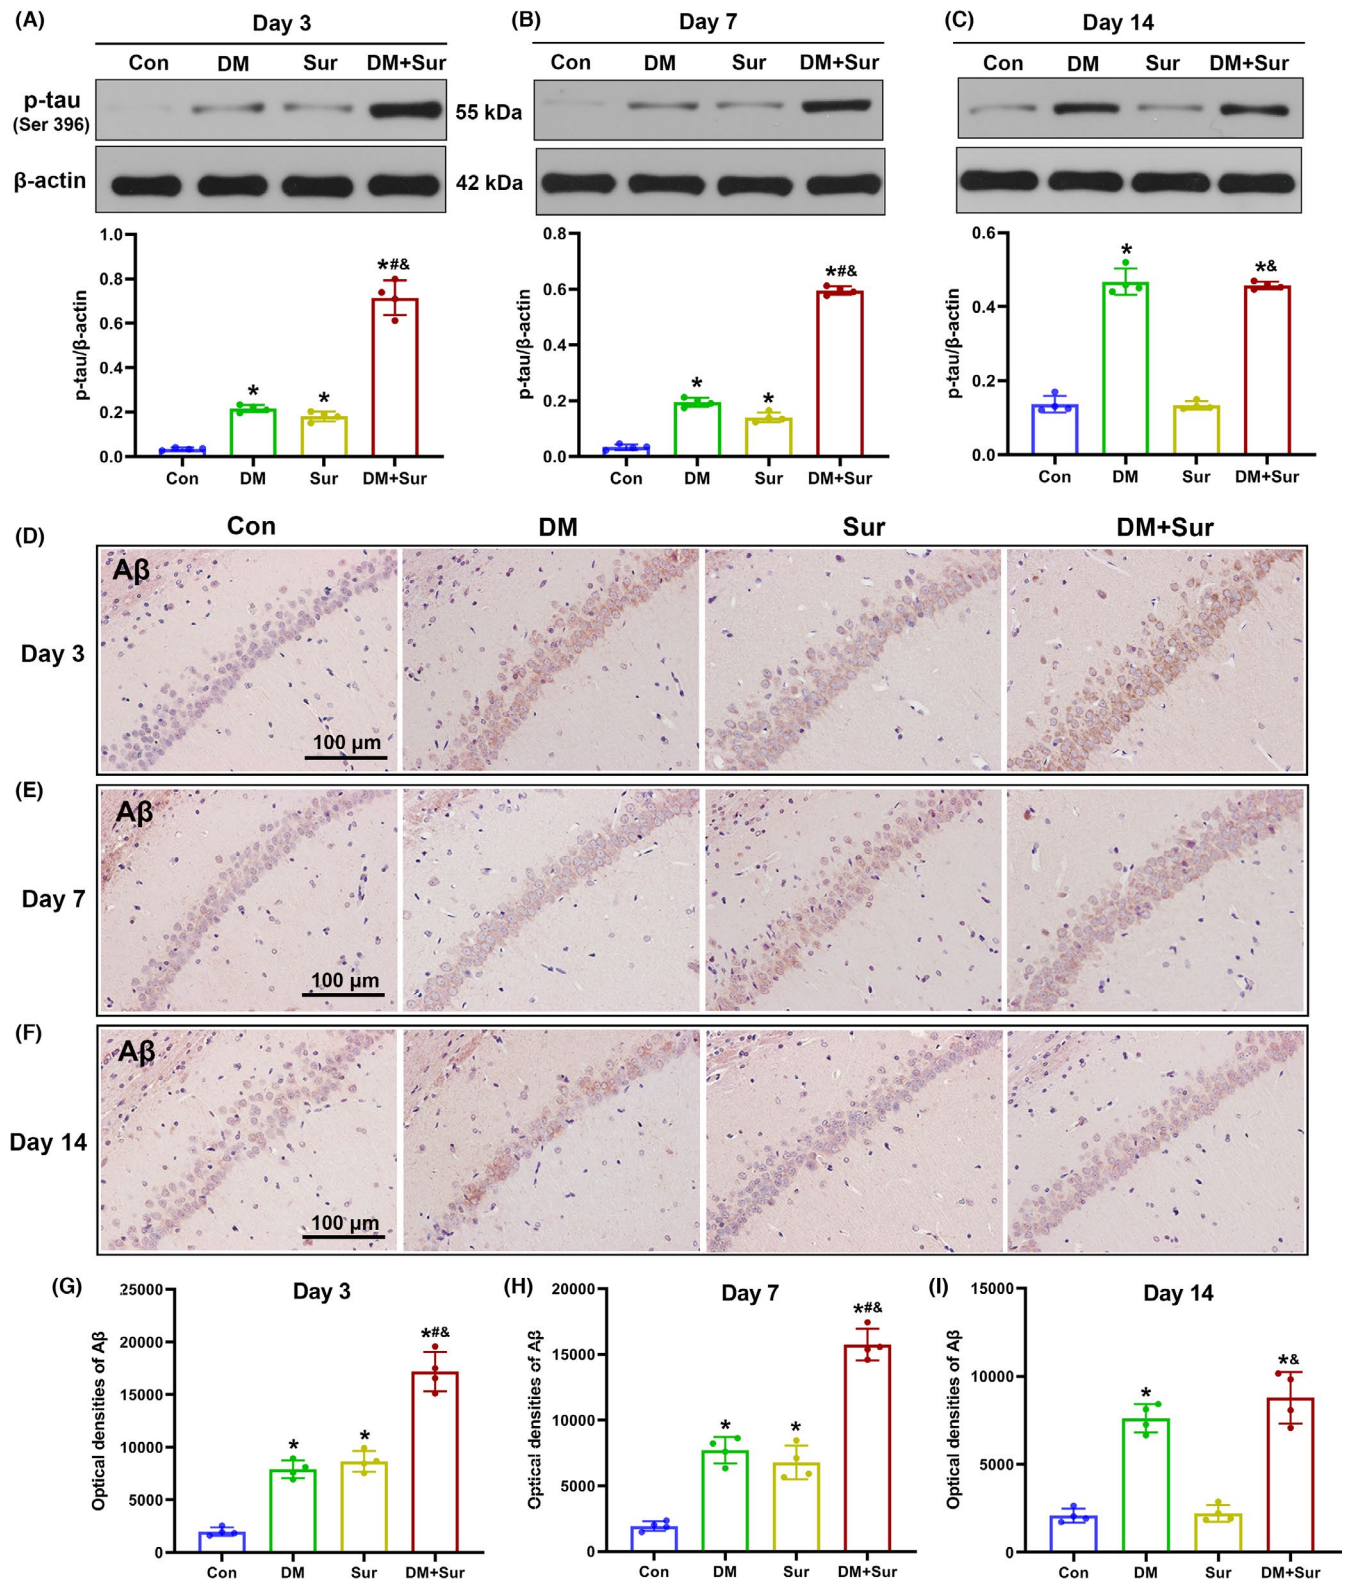 (A) Day 3 (B) Day 7 (C) Day 14
Con DM Sur DM+Sur Con DM Sur DM+Sur Con DM Sur DM+Sur
p-tau
(Ser 396)
55 kDa
β-actin 42 kDa
1.0
0.8
0.6
0.4
0.2
0.0
p-tau/β-actin
*
*
*#&
Con DM Sur DM+Sur
0.8
0.6
0.4
0.2
0.0
p-tau/β-actin
*
*
*#&
Con DM Sur DM+Sur
0.6
0.4
0.2
0.0
p-tau/β-actin
*
*&
Con DM Sur DM+Sur
(D) Con DM Sur DM+Sur
Aβ
Day 3
100 μm
(E)
Aβ
Day 7
100 μm
(F)
Aβ
Day 14
100 μm
(G) Day 3
25000
20000
15000
10000
5000
0
Optical densities of Aβ
*
*
*#&
Con DM Sur DM+Sur
(H) Day 7
20000
15000
10000
5000
0
Optical densities of Aβ
*
*
*#&
Con DM Sur DM+Sur
(I) Day 14
15000
10000
5000
0
Optical densities of Aβ
*
*&
Con DM Sur DM+Sur